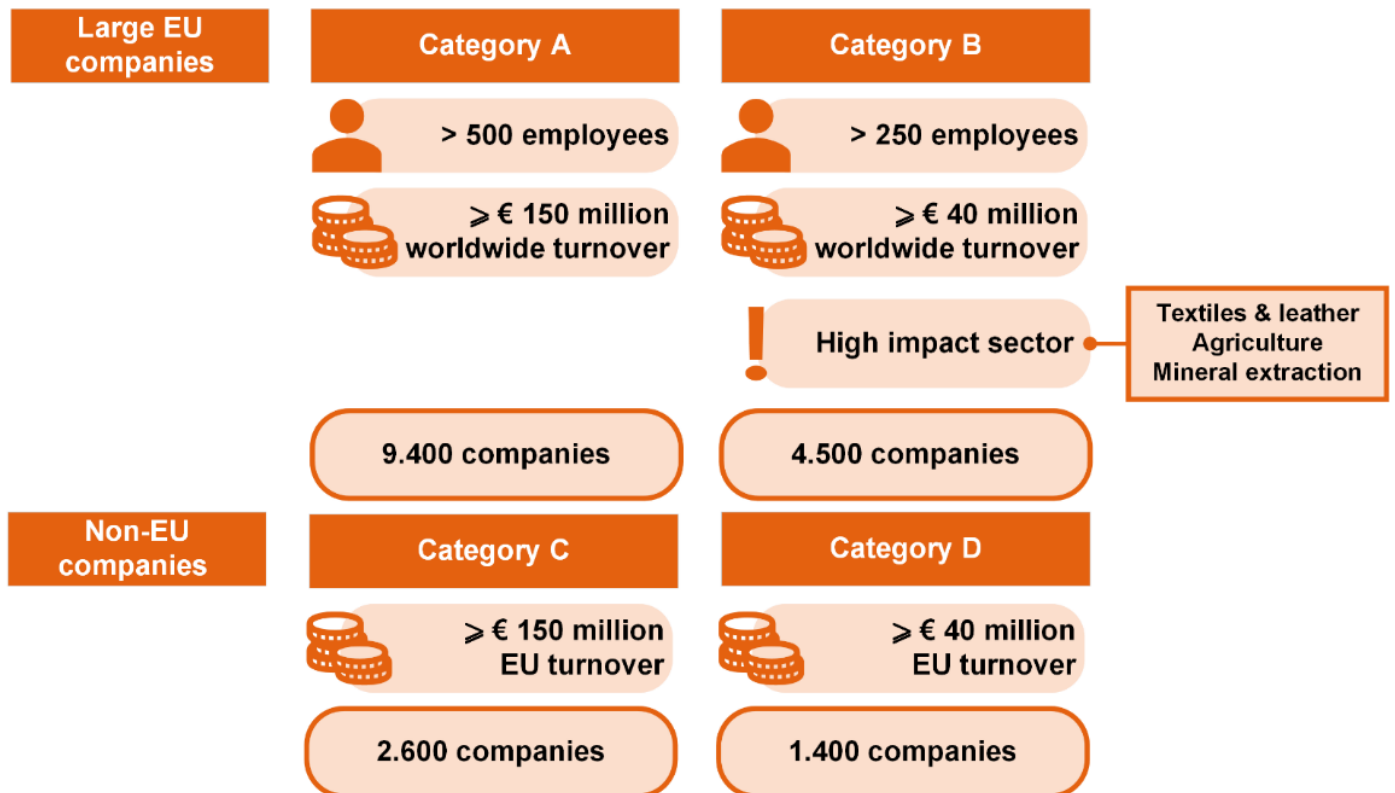 Large EU
companies
Category A
Category B
> 500 employees
> 250 employees
⩾ € 150 million
worldwide turnover
⩾ € 40 million
worldwide turnover
High impact sector
Textiles & leather
Agriculture
Mineral extraction
9.400 companies
4.500 companies
Non-EU
companies
Category C
Category D
⩾ € 150 million
EU turnover
⩾ € 40 million
EU turnover
2.600 companies
1.400 companies